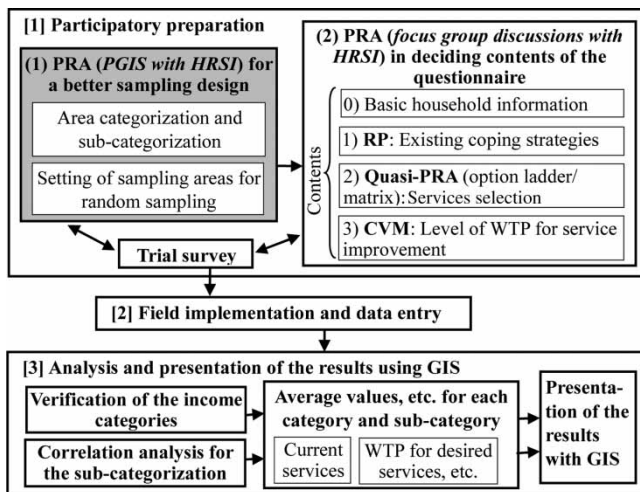 [1] Participatory preparation
(1) PRA (PGIS with HRSI) for
a better sampling design
Area categorization and
sub-categorization
Setting of sampling areas for
random sampling
(2) PRA (focus group discussions with
HRSI) in deciding contents of the
questionnaire
Contents
0) Basic household information
1) RP: Existing coping strategies
2) Quasi-PRA (option ladder/
matrix): Services selection
3) CVM: Level of WTP for service
improvement
Trial survey
[2] Field implementation and data entry
[3] Analysis and presentation of the results using GIS
Verification of the income
categories
Correlation analysis for
the sub-categorization
Average values, etc. for each
category and sub-category
Current
services
WTP for desired
services, etc.
Presenta-
tion of the
results
with GIS